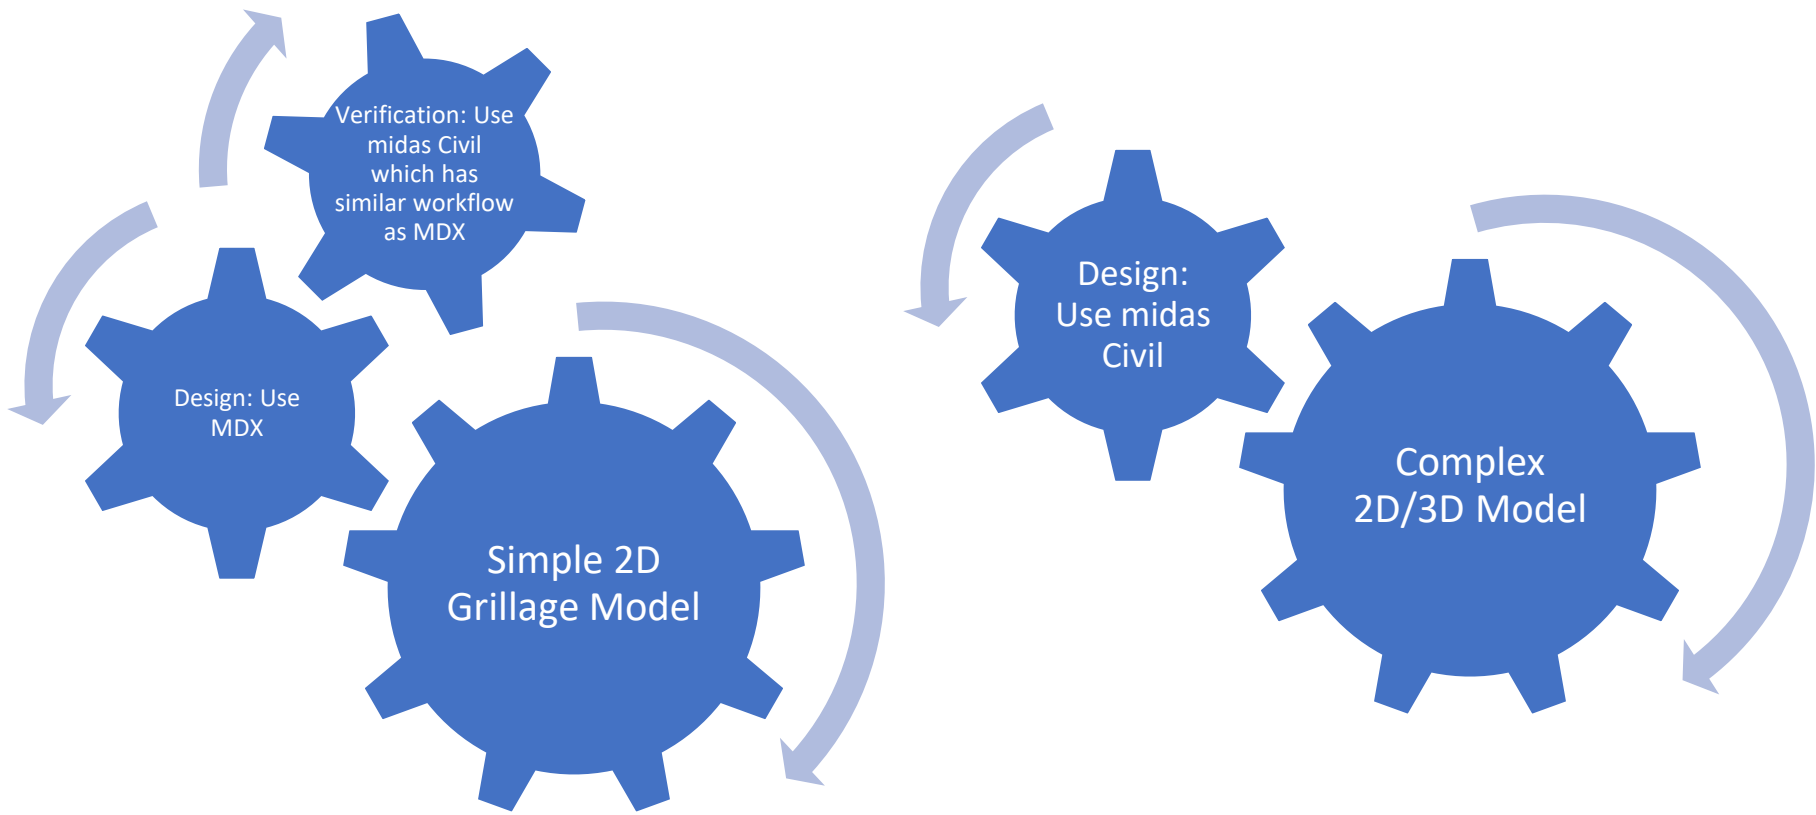 Verification: Use
midas Civil
which has
similar workflow
as MDX
Design: Use
MDX
Simple 2D
Grillage Model
Design:
Use midas
Civil
Complex
2D/3D Model